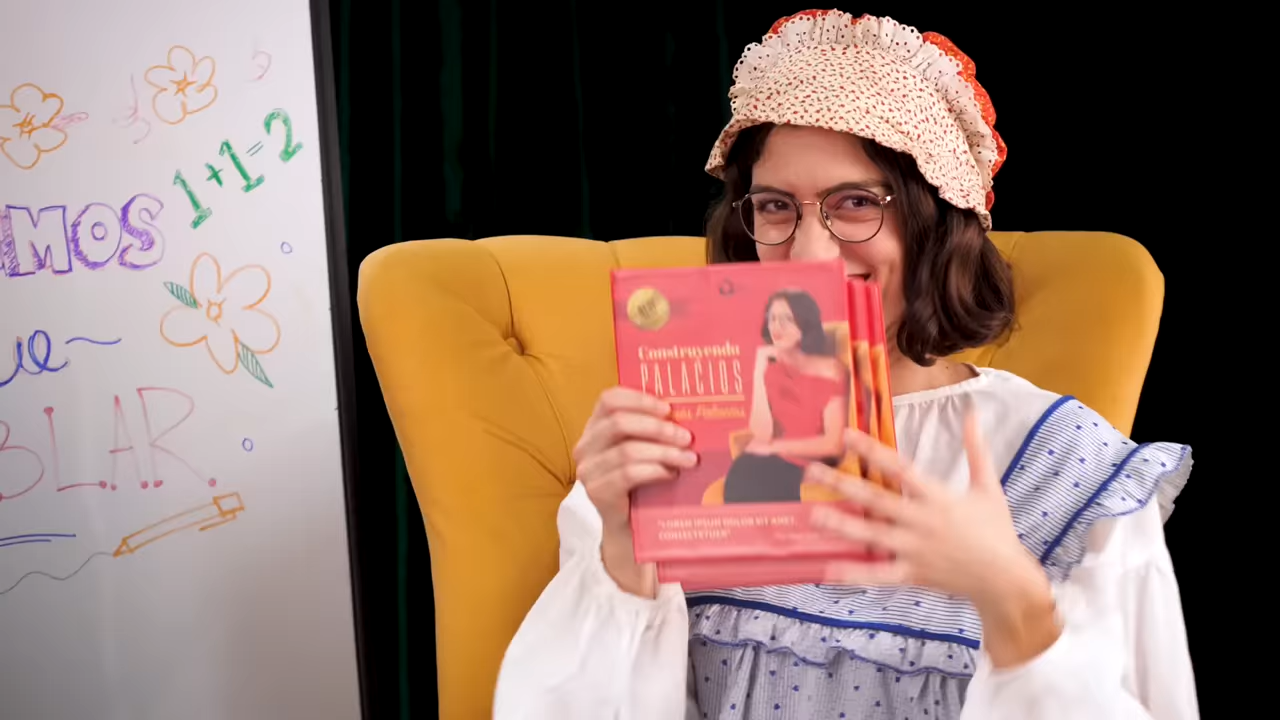 1+1=2
MOS
BLAR.
Construyendo
PALACIOS
"LOREM IPSUM DOLOR SIT AMET,
CONSECTETUER"